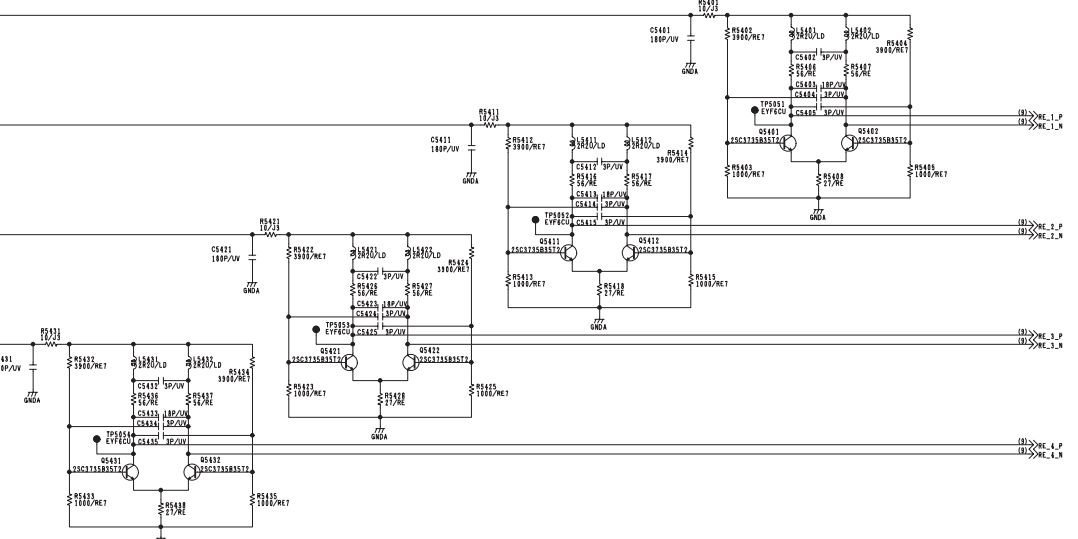 R5401
10/J3
C5401
180P/UV
GNDA
R5402
3900/RE7
L5401
2R2U/LD
L5402
2R2U/LD
R5404
3900/RE7
C5402
3P/UV
R5406
56/RE
R5407
56/RE
C5403
18P/UV
C5404
3P/UV
C5405
3P/UV
TP5051
EYF6CU
(9)
RE_1_P
(9)
RE_1_N
Q5401
2SC3735B35T2
Q5402
2SC3735B35T2
R5403
1000/RE7
R5408
27/RE
R5405
1000/RE7
GNDA
R5411
10/J3
C5411
180P/UV
GNDA
R5412
3900/RE7
L5411
2R2U/LD
L5412
2R2U/LD
R5414
3900/RE7
C5412
3P/UV
R5416
56/RE
R5417
56/RE
C5413
18P/UV
C5414
3P/UV
C5415
3P/UV
TP5052
EYF6CU
(9)
RE_2_P
(9)
RE_2_N
Q5411
2SC3735B35T2
Q5412
2SC3735B35T2
R5413
1000/RE7
R5418
27/RE
R5415
1000/RE7
GNDA
R5421
10/J3
C5421
180P/UV
GNDA
R5422
3900/RE7
L5421
2R2U/LD
L5422
2R2U/LD
R5424
3900/RE7
C5422
3P/UV
R5426
56/RE
R5427
56/RE
C5423
18P/UV
C5424
3P/UV
C5425
3P/UV
TP5053
EYF6CU
(9)
RE_3_P
(9)
RE_3_N
Q5421
2SC3735B35T2
Q5422
2SC3735B35T2
R5423
1000/RE7
R5428
27/RE
R5425
1000/RE7
GNDA
R5431
10/J3
431
0P/UV
GNDA
R5432
3900/RE7
L5431
2R2U/LD
L5432
2R2U/LD
R5434
3900/RE7
C5432
3P/UV
R5436
56/RE
R5437
56/RE
C5433
18P/UV
C5434
3P/UV
C5435
3P/UV
TP5054
EYF6CU
(9)
RE_4_P
(9)
RE_4_N
Q5431
2SC3735B35T2
Q5432
2SC3735B35T2
R5433
1000/RE7
R5438
27/RE
R5435
1000/RE7